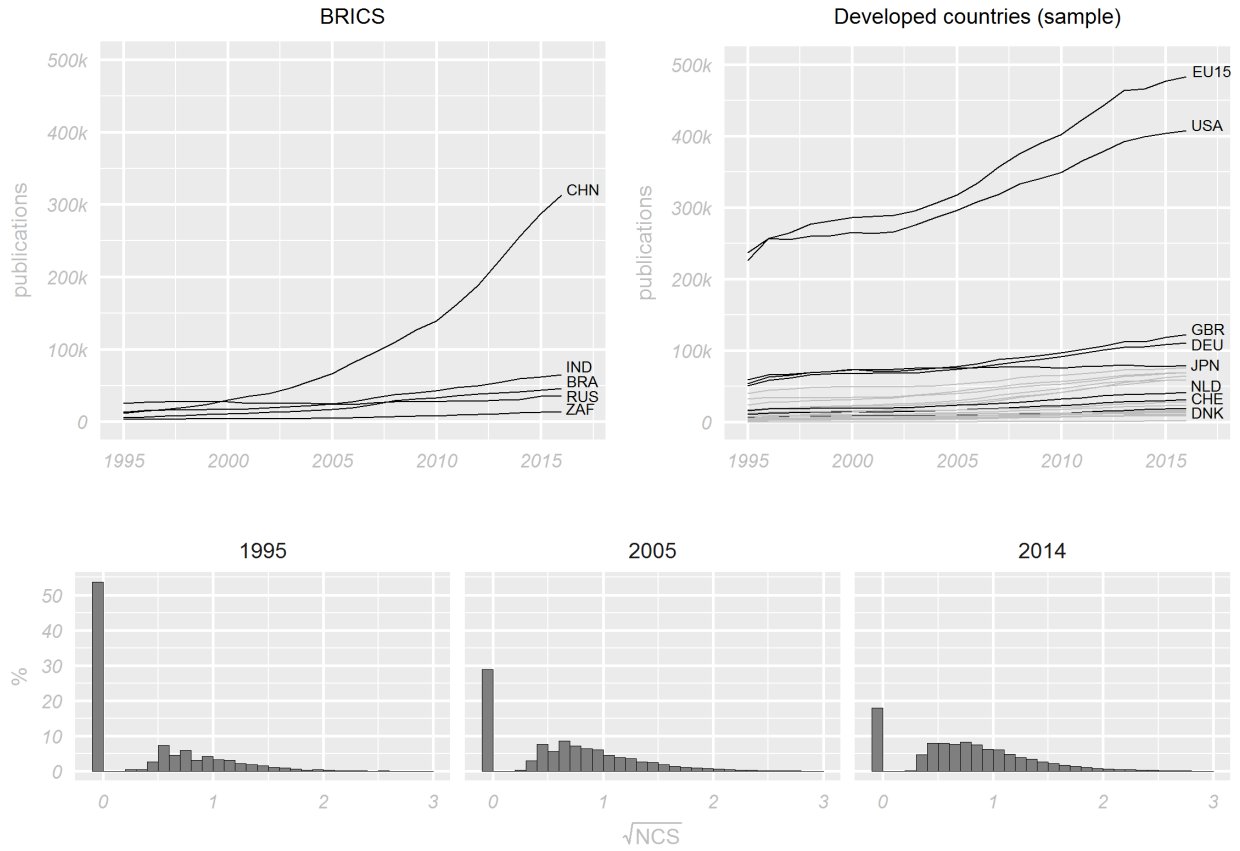 BRICS
Developed countries (sample)
500k
400k
300k
200k
100k
0
publications
CHN
IND
BRA
RUS
ZAF
1995 2000 2005 2010 2015
500k
400k
300k
200k
100k
0
publications
EU15
USA
GBR
DEU
JPN
NLD
CHE
DNK
1995 2000 2005 2010 2015
1995 2005 2014
50
40
30
20
10
0
%
0 1 2 3 0 1 2 3 0 1 2 3
√NCS